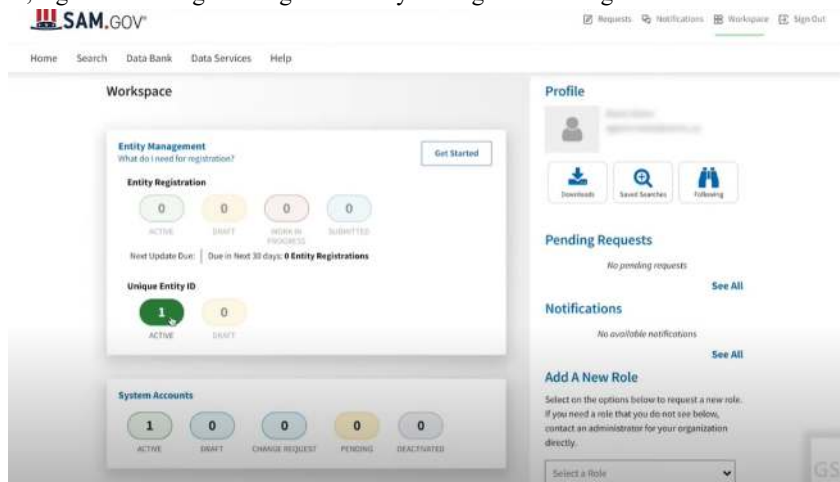 SAM.GOV
Requests Notifications Workspace Sign Out
Home Search Data Bank Data Services Help
Workspace
Entity Management
What do I need for registration?
Get Started
Entity Registration
0 0 0 0
ACTIVE DRAFT WORK IN PROGRESS SUBMITTED
Next Update Due: Due in Next 30 days: 0 Entity Registrations
Unique Entity ID
1 0
ACTIVE DRAFT
System Accounts
1 0 0 0 0
ACTIVE DRAFT CHANGE REQUEST PENDING DEACTIVATED
Profile
Downloads Saved Searches Following
Pending Requests
No pending requests
See All
Notifications
No available notifications
See All
Add A New Role
Select on the options below to request a new role.
If you need a role that you do not see below,
contact an administrator for your organization
directly.
Select a Role
GS